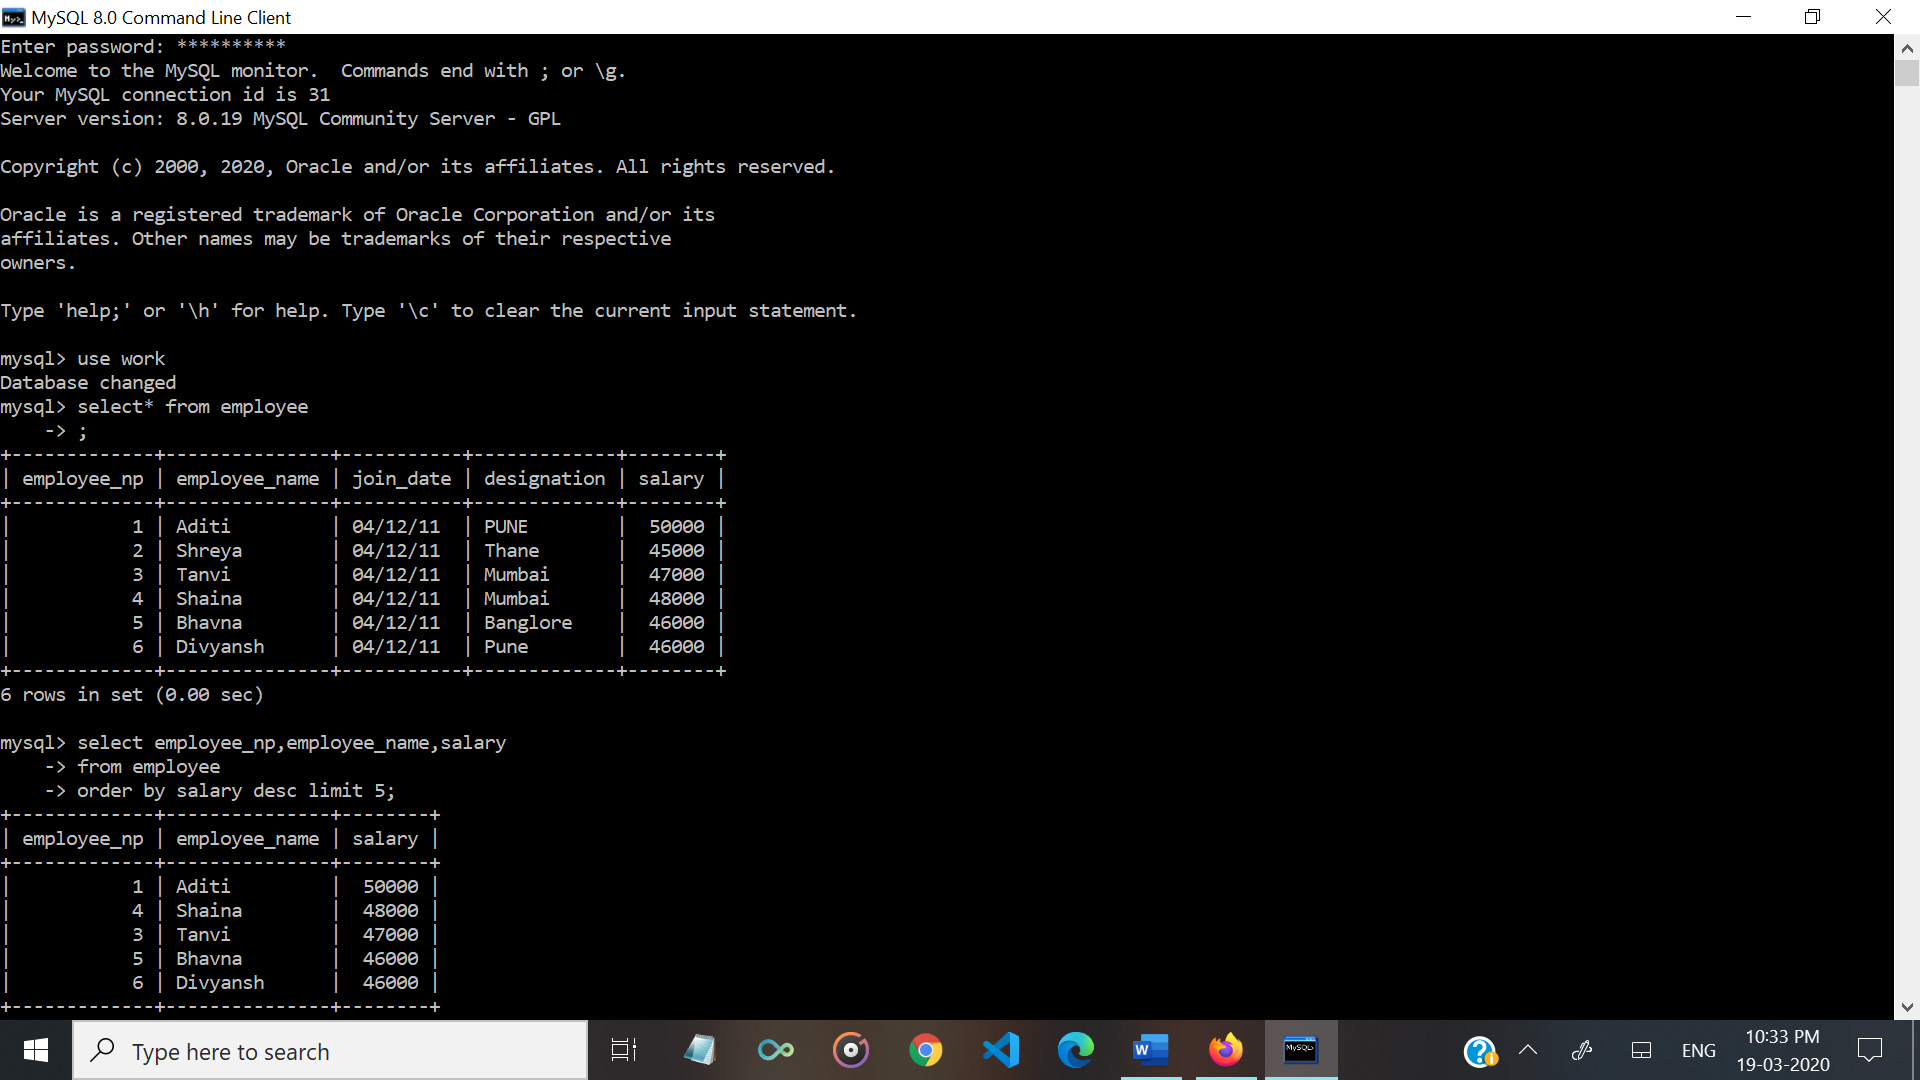 MySQL 8.0 Command Line Client
Enter password: **********
Welcome to the MySQL monitor.  Commands end with ; or \g.
Your MySQL connection id is 31
Server version: 8.0.19 MySQL Community Server - GPL
Copyright (c) 2000, 2020, Oracle and/or its affiliates. All rights reserved.
Oracle is a registered trademark of Oracle Corporation and/or its
affiliates. Other names may be trademarks of their respective
owners.
Type 'help;' or '\h' for help. Type '\c' to clear the current input statement.
mysql> use work
Database changed
mysql> select* from employee
    -> ;
+-------------+---------------+-----------+-------------+--------+
| employee_np | employee_name | join_date | designation | salary |
+-------------+---------------+-----------+-------------+--------+
|           1 | Aditi         | 04/12/11  | PUNE        |  50000 |
|           2 | Shreya        | 04/12/11  | Thane       |  45000 |
|           3 | Tanvi         | 04/12/11  | Mumbai      |  47000 |
|           4 | Shaina        | 04/12/11  | Mumbai      |  48000 |
|           5 | Bhavna        | 04/12/11  | Banglore    |  46000 |
|           6 | Divyansh      | 04/12/11  | Pune        |  46000 |
+-------------+---------------+-----------+-------------+--------+
6 rows in set (0.00 sec)
mysql> select employee_np,employee_name,salary
    -> from employee
    -> order by salary desc limit 5;
+-------------+---------------+--------+
| employee_np | employee_name | salary |
+-------------+---------------+--------+
|           1 | Aditi         |  50000 |
|           4 | Shaina        |  48000 |
|           3 | Tanvi         |  47000 |
|           5 | Bhavna        |  46000 |
|           6 | Divyansh      |  46000 |
+-------------+---------------+--------+
Type here to search
W
MySQL>
?
ENG
10:33 PM
19-03-2020